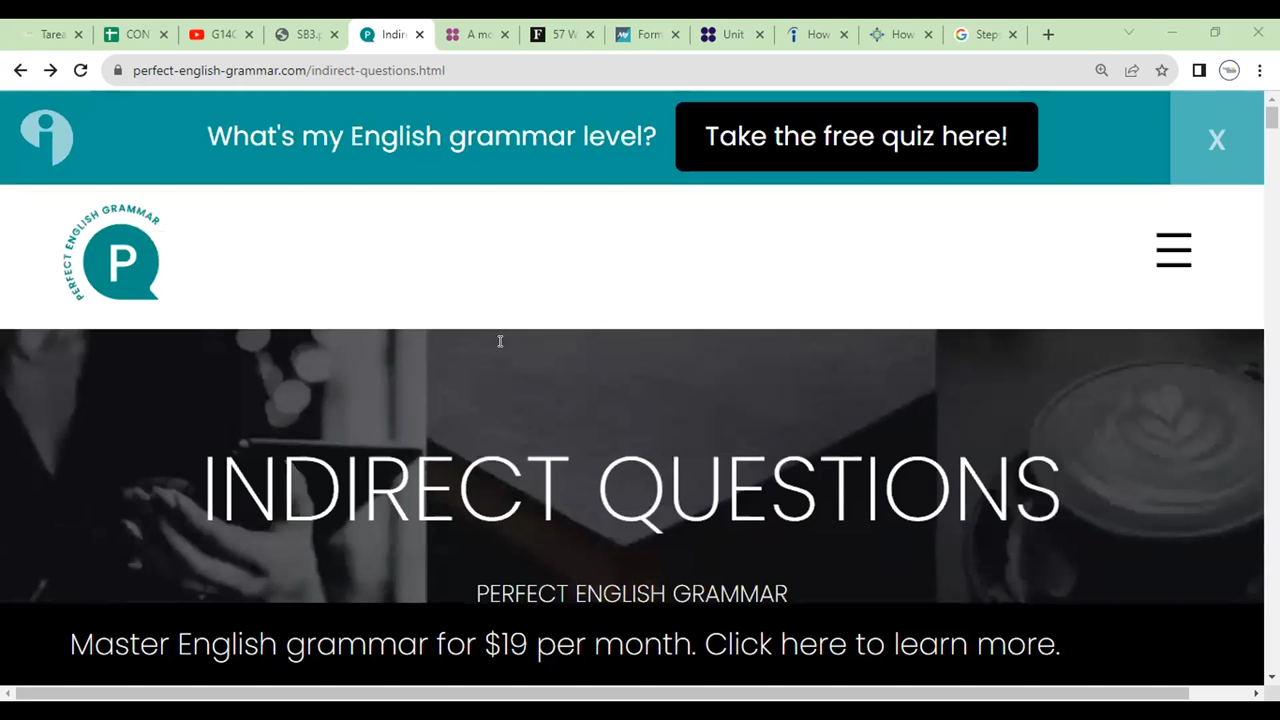 Tarea
CON
G14C
SB3.p
Indir
A mo
57 W
Form
Unit
How
How
Step:
perfect-english-grammar.com/indirect-questions.html
What's my English grammar level?
Take the free quiz here!
X
PERFECT ENGLISH GRAMMAR
P
INDIRECT QUESTIONS
PERFECT ENGLISH GRAMMAR
Master English grammar for $19 per month. Click here to learn more.